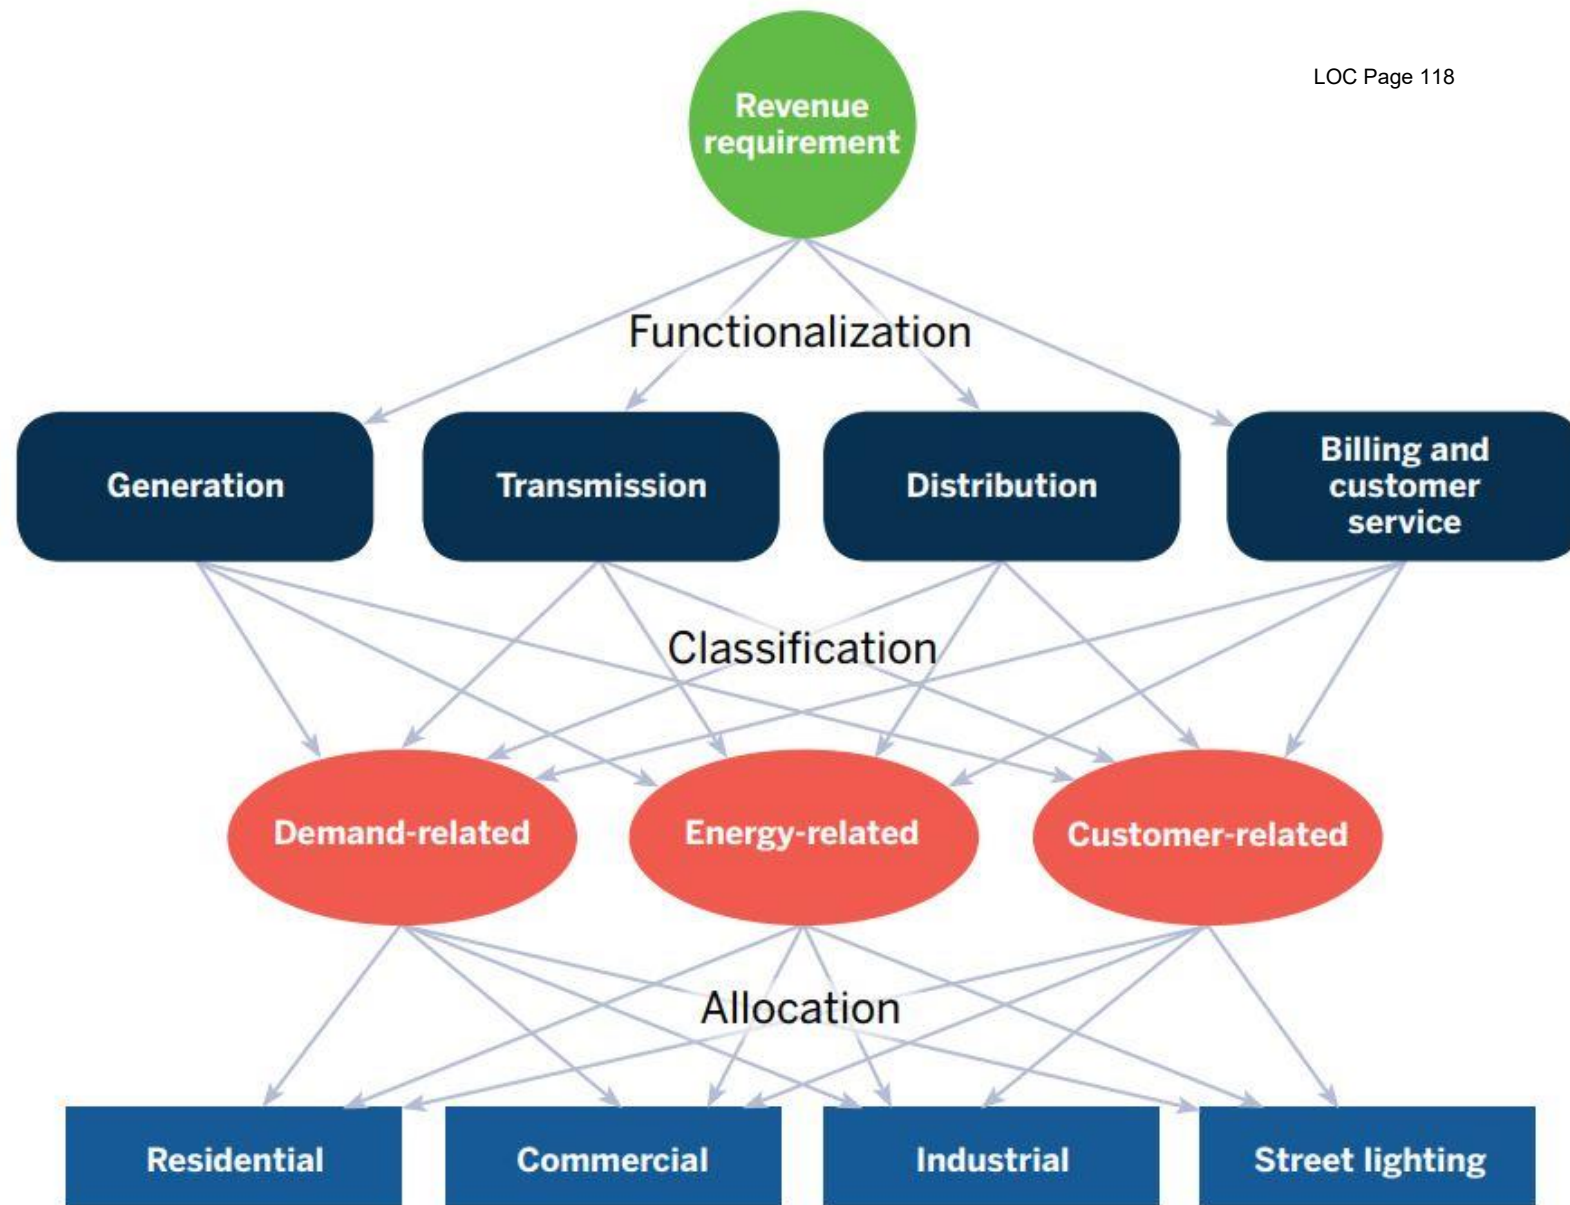 LOC Page 118
Revenue
requirement
Functionalization
Generation
Transmission
Distribution
Billing and
customer
service
Classification
Demand-related
Energy-related
Customer-related
Allocation
Residential
Commercial
Industrial
Street lighting